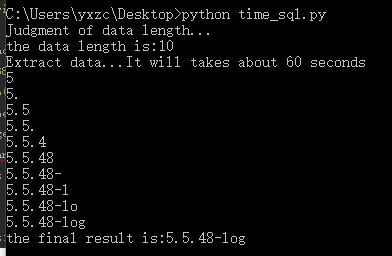 C:\Users\yxzc\Desktop>python time_sql.py
Judgment of data length...
the data length is:10
Extract data...It will takes about 60 seconds
5
5.
5.5
5.5.
5.5.4
5.5.48
5.5.48-
5.5.48-l
5.5.48-lo
5.5.48-log
the final result is:5.5.48-log